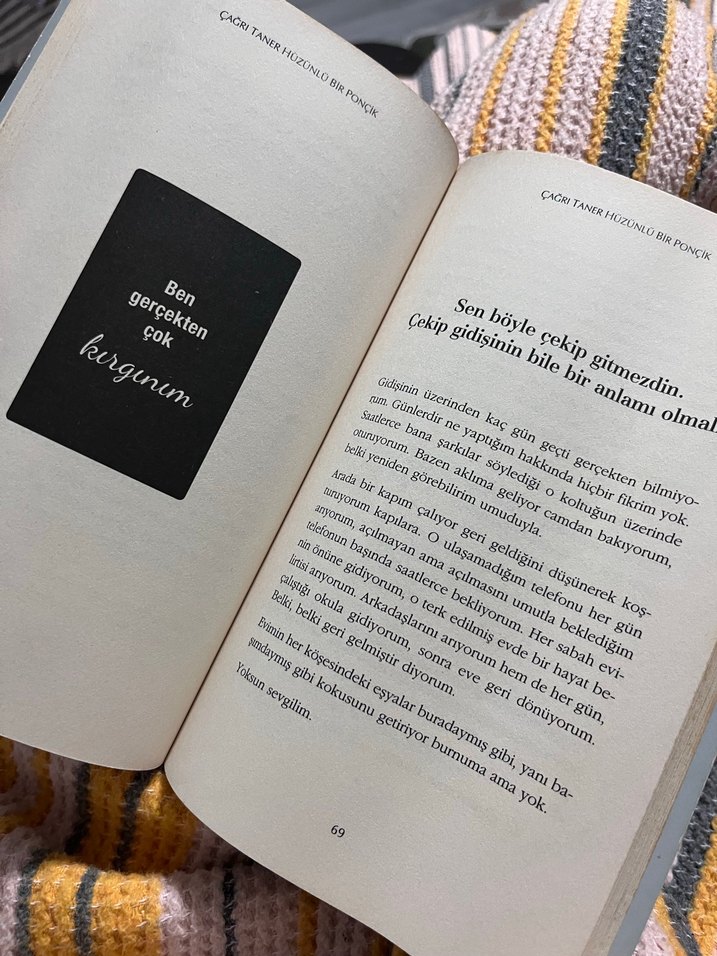 ÇAĞRI TANER HÜZÜNLÜ BİR PONÇİK
Ben
gerçekten
çok
kırgınım
ÇAĞRI TANER HÜZÜNLÜ BİR PONÇİK
Sen böyle çekip gitmezdin.
Çekip gidişinin bile bir anlamı olmal
Gidişinin üzerinden kaç gün geçti gerçekten bilmiyo-
rum. Günlerdir ne yaptığım hakkında hiçbir fikrim yok.
Saatlerce bana şarkılar söylediği o koltuğun üzerinde
oturuyorum. Bazen aklıma geliyor camdan bakıyorum,
belki yeniden görebilirim umuduyla.
Arada bir kapım çalıyor geri geldiğini düşünerek koş-
turuyorum kapılara. O ulaşamadığım telefonu her gün
arıyorum, açılmayan ama açılmasını umutla beklediğim
telefonun başında saatlerce bekliyorum. Her sabah evi-
nin önüne gidiyorum, o terk edilmiş evde bir hayat be-
lirtisi arıyorum. Arkadaşlarını arıyorum hem de her gün,
çalıştığı okula gidiyorum, sonra eve geri dönüyorum.
Belki, belki geri gelmiştir diyorum.
Evimin her köşesindeki eşyalar buradaymış gibi, yanı ba-
şımdaymış gibi kokusunu getiriyor burnuma ama yok.
Yoksun sevgilim.
69